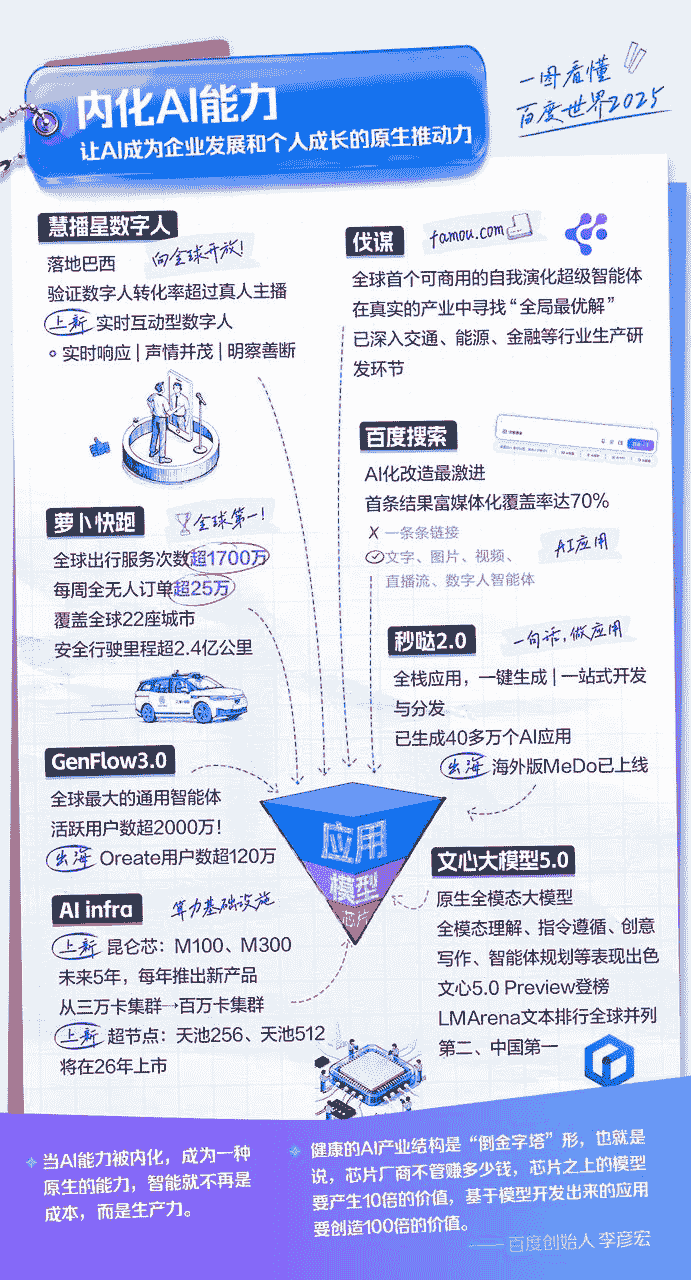 内化AI能力
让AI成为企业发展和个人成长的原生推动力
一图看懂
百度世界2025
慧播星数字人
向全球开放!
落地巴西
验证数字人转化率超过真人主播
上新 实时互动型数字人
实时响应 | 声情并茂 | 明察善断
伐谋
famou.com
全球首个可商用的自我演化超级智能体
在真实的产业中寻找“全局最优解”
已深入交通、能源、金融等行业生产研
发环节
百度搜索
AI化改造最激进
首条结果富媒体化覆盖率达70%
X 一条条链接
文字、图片、视频、
直播流、数字人智能体
AI应用
萝卜快跑
全球第一!
全球出行服务次数超1700万
每周全无人订单超25万
覆盖全球22座城市
安全行驶里程超2.4亿公里
秒哒2.0
一句话,做应用
全栈应用，一键生成 | 一站式开发
与分发
已生成40多万个AI应用
出海 海外版MeDo已上线
GenFlow3.0
全球最大的通用智能体
活跃用户数超2000万!
出海 Oreate用户数超120万
应用
模型
芯片
文心大模型5.0
原生全模态大模型
全模态理解、指令遵循、创意
写作、智能体规划等表现出色
文心5.0 Preview登榜
LMArena文本排行全球并列
第二、中国第一
AI infra
算力基础设施
上新 昆仑芯：M100、M300
未来5年，每年推出新产品
从三万卡集群→百万卡集群
上新 超节点：天池256、天池512
将在26年上市
当AI能力被内化，成为一种
原生的能力，智能就不再是
成本，而是生产力。
健康的AI产业结构是“倒金字塔”形，也就是
说，芯片厂商不管赚多少钱，芯片之上的模型
要产生10倍的价值，基于模型开发出来的应用
要创造100倍的价值。
——百度创始人 李彦宏